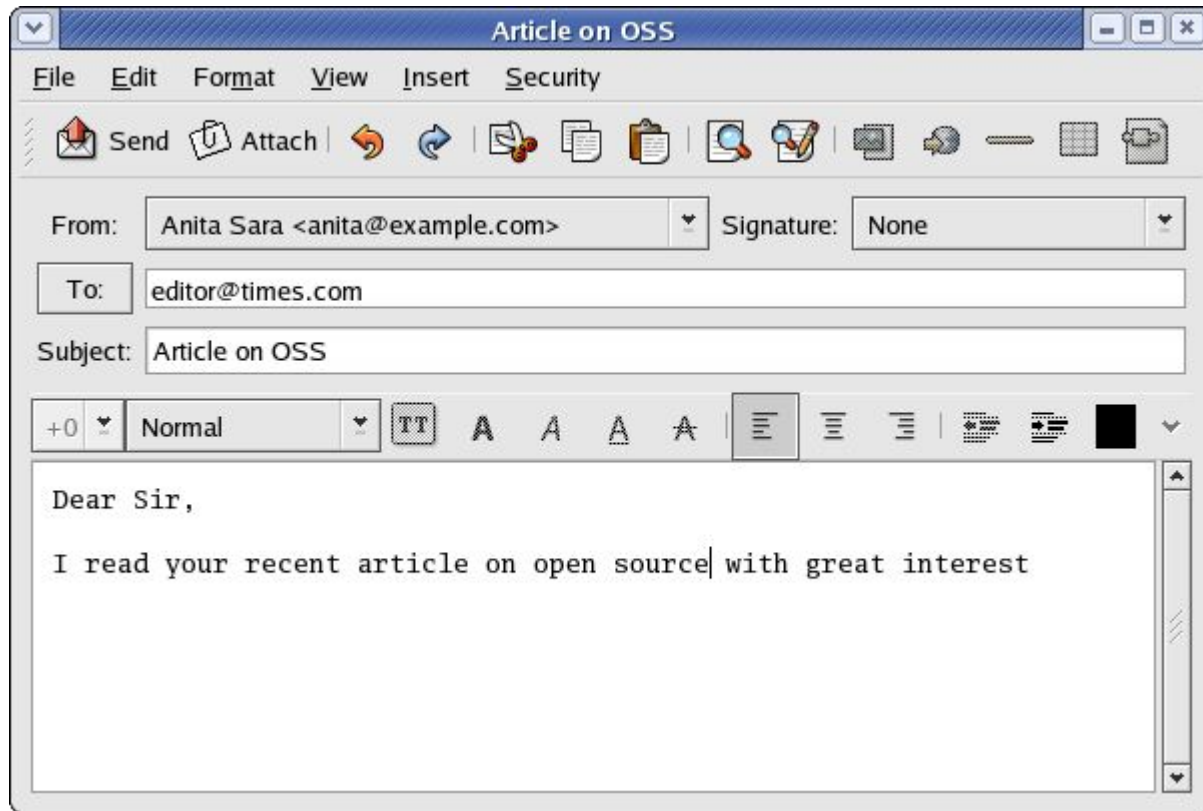 Article on OSS
File Edit Format View Insert Security
Send Attach
From: Anita Sara <anita@example.com> Signature: None
To: editor@times.com
Subject: Article on OSS
+0 Normal TT A A A A
Dear Sir,
I read your recent article on open source with great interest